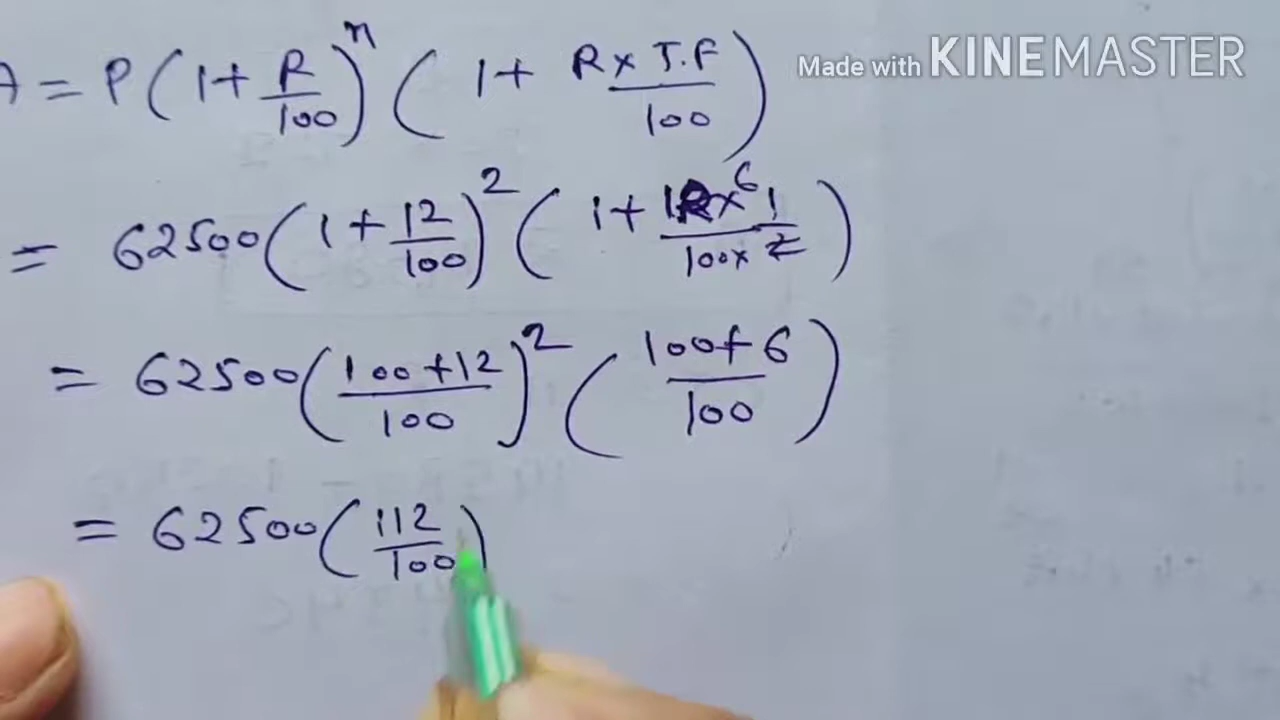 Made with KINEMASTER
A = P(1 + R/100)^n (1 + R× T.F/100)
= 62500(1 + 12/100)^2 (1 + 12×^6 1/100×2)
= 62500(100+12/100)^2 (100+6/100)
= 62500(112/100)